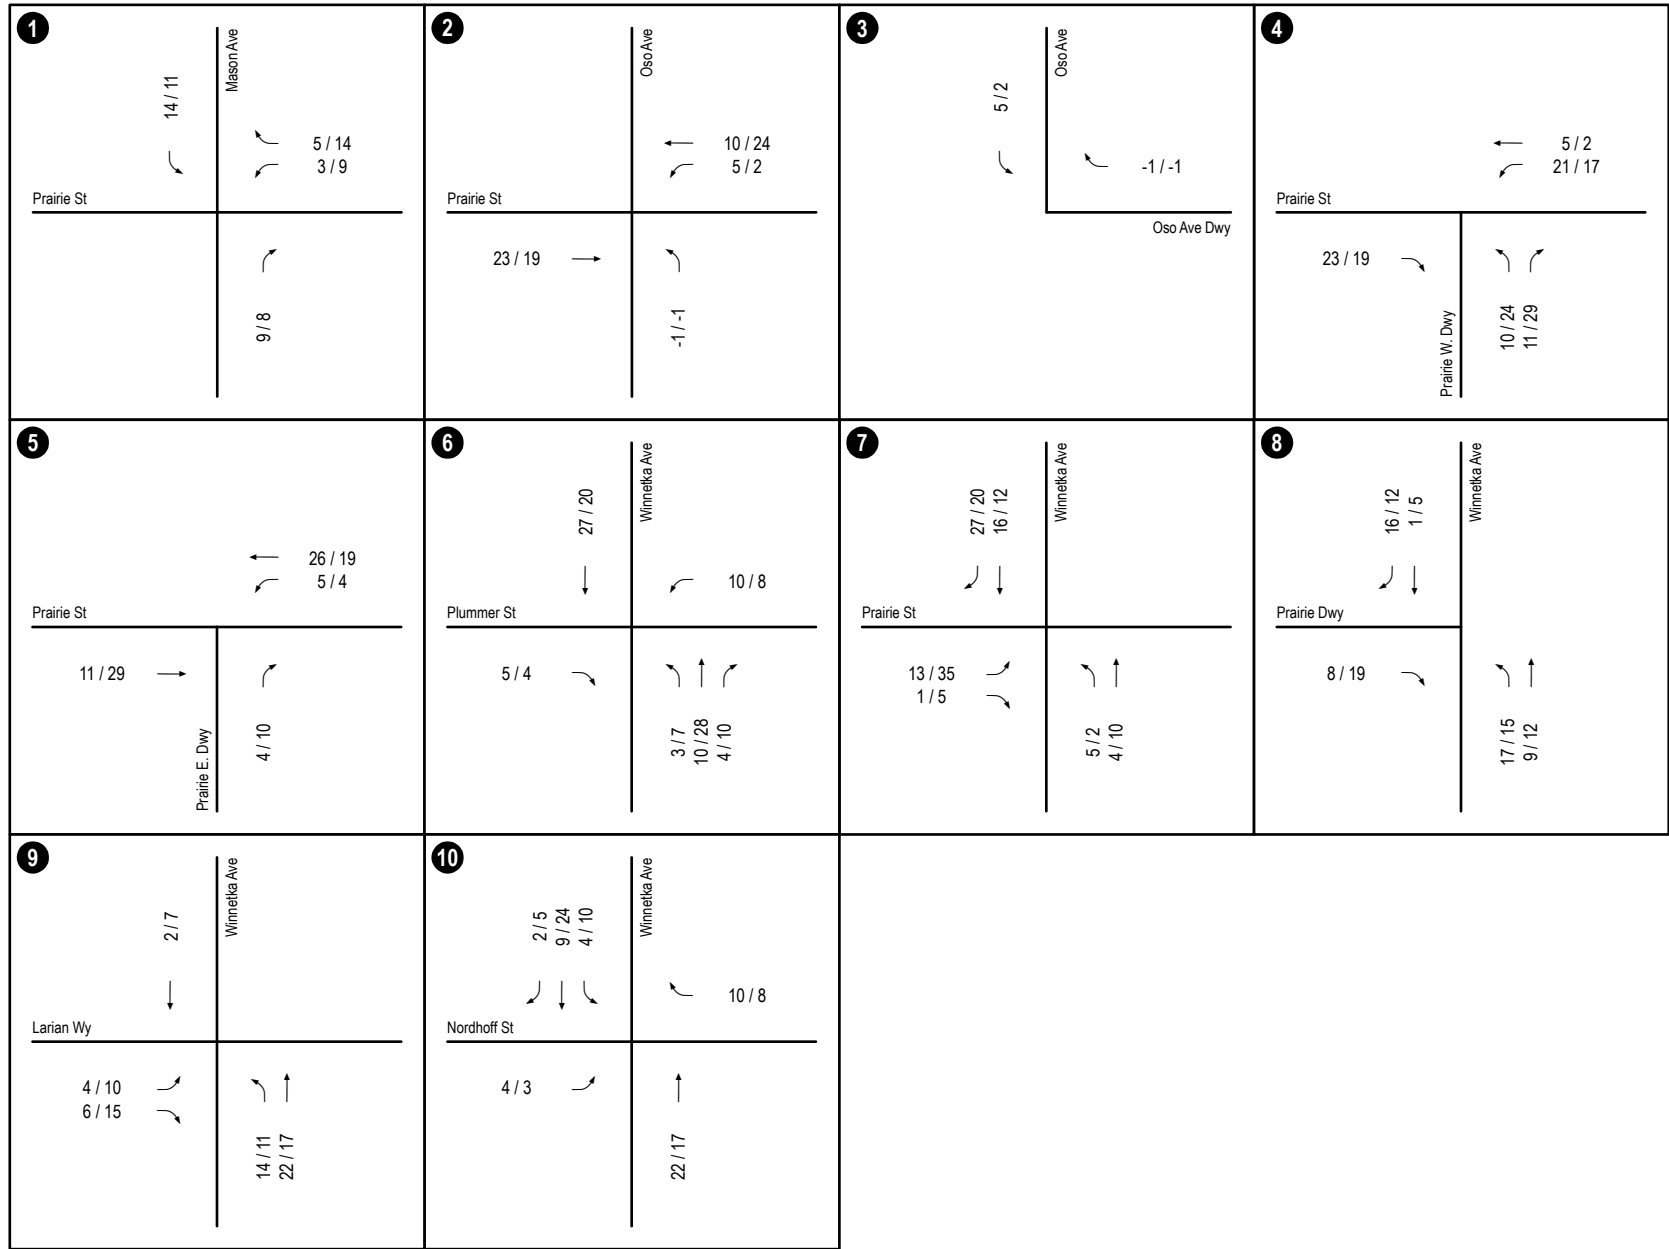 1
Mason Ave
14 / 11
5 / 14
3 / 9
Prairie St
9 / 8
2
Oso Ave
10 / 24
5 / 2
Prairie St
23 / 19
-1 / -1
3
Oso Ave
5 / 2
-1 / -1
Oso Ave Dwy
4
5 / 2
21 / 17
Prairie St
23 / 19
Prairie W. Dwy
10 / 24
11 / 29
5
26 / 19
5 / 4
Prairie St
11 / 29
Prairie E. Dwy
4 / 10
6
Winnetka Ave
27 / 20
10 / 8
Plummer St
5 / 4
3 / 7
10 / 28
4 / 10
7
Winnetka Ave
27 / 20
16 / 12
Prairie St
13 / 35
1 / 5
5 / 2
4 / 10
8
Winnetka Ave
16 / 12
1 / 5
Prairie Dwy
8 / 19
17 / 15
9 / 12
9
Winnetka Ave
2 / 7
Larian Wy
4 / 10
6 / 15
14 / 11
22 / 17
10
Winnetka Ave
2 / 5
9 / 24
4 / 10
10 / 8
Nordhoff St
4 / 3
22 / 17